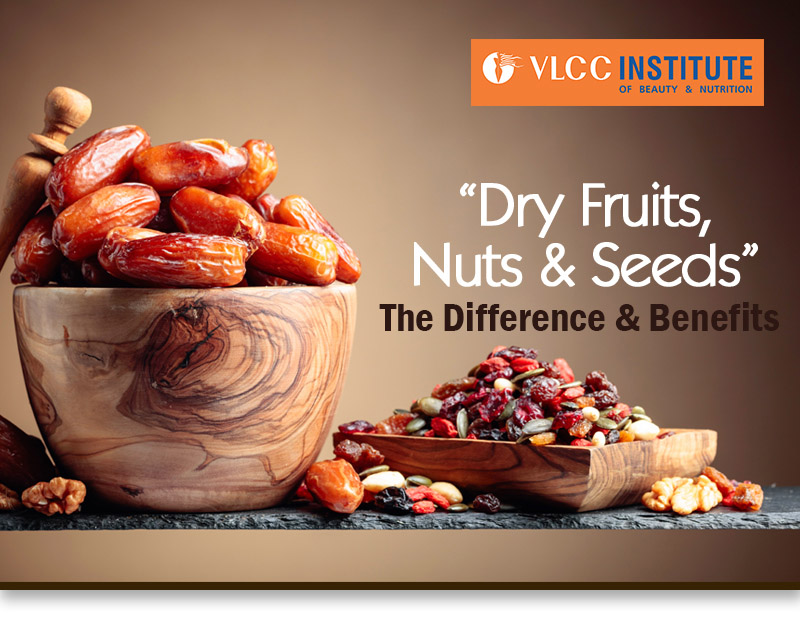 VLCC INSTITUTE
OF BEAUTY & NUTRITION
“Dry Fruits,
Nuts & Seeds”
The Difference & Benefits